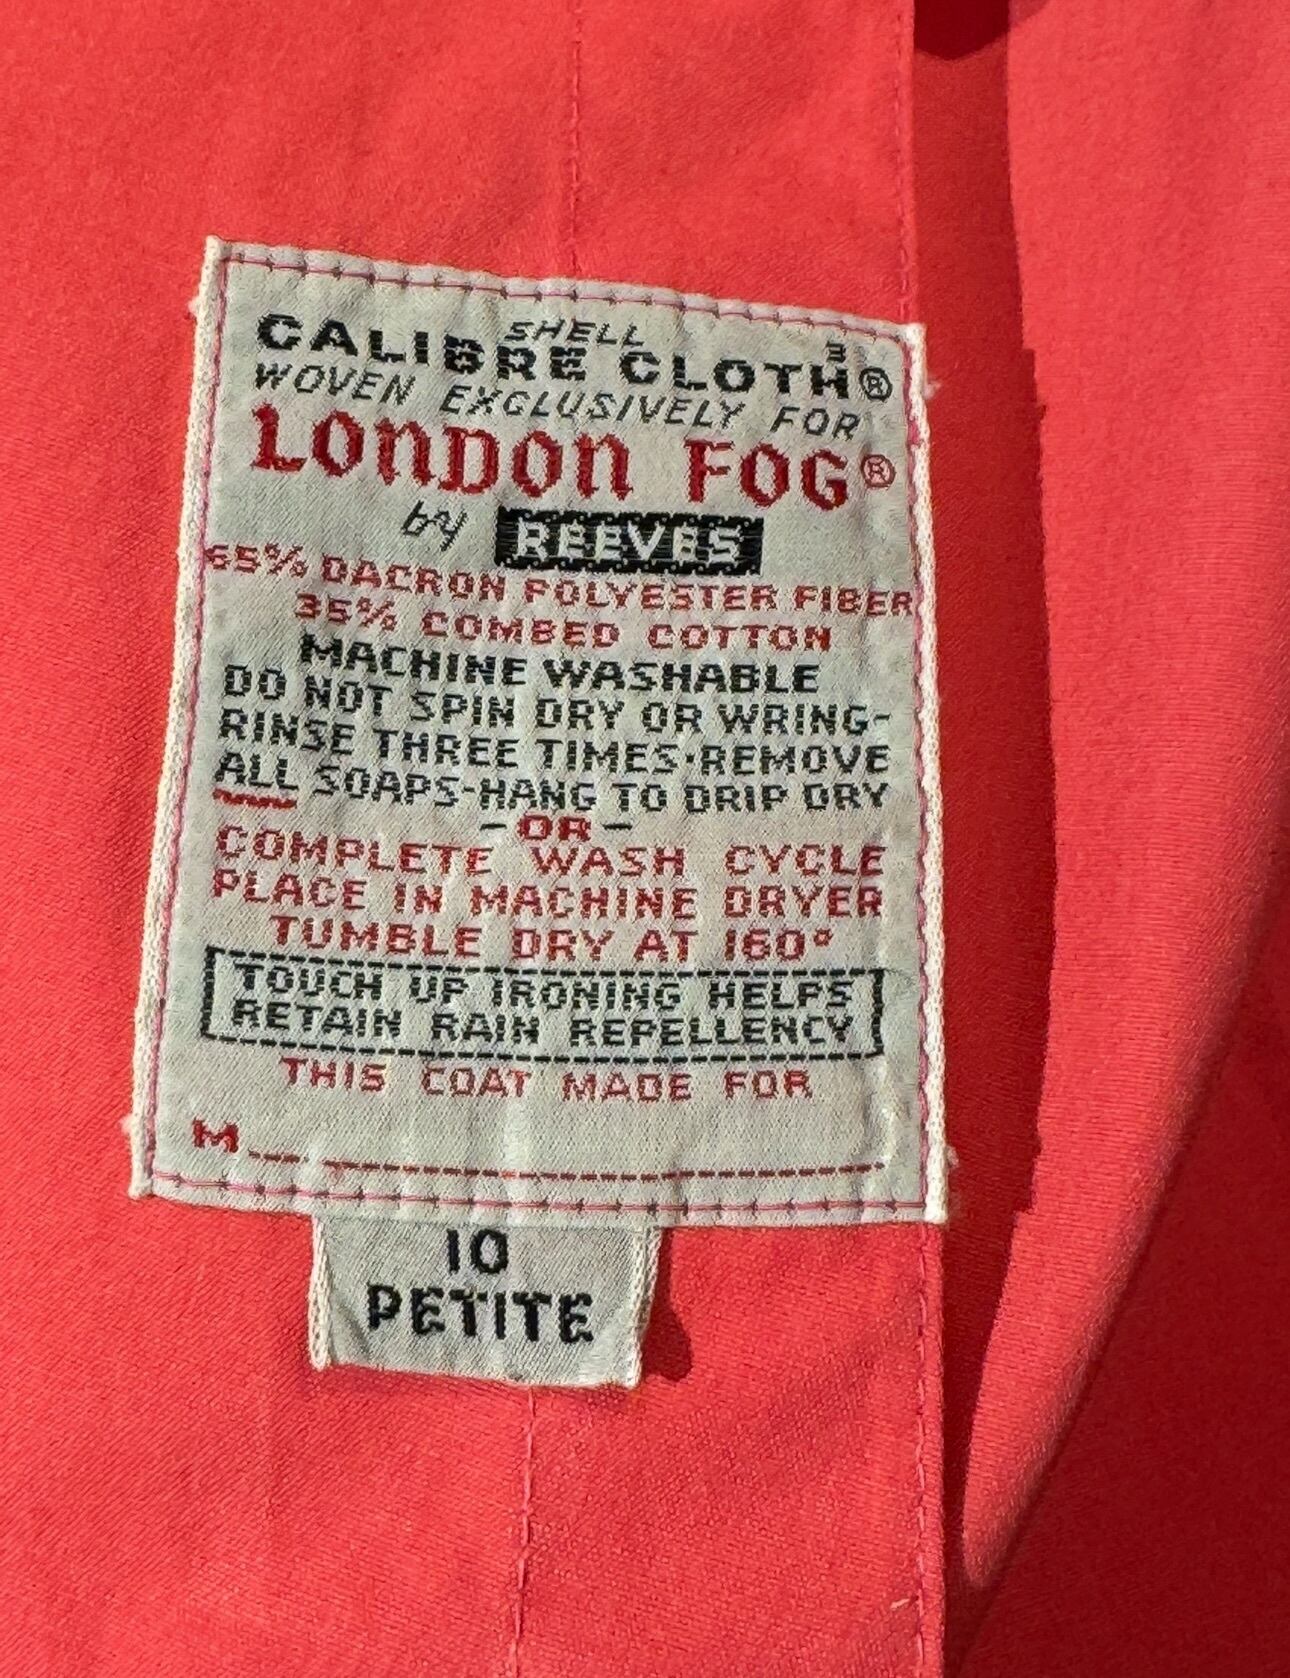 SHELL 3
CALIBRE CLOTH®
WOVEN EXCLUSIVELY FOR
LONDON FOG®
by REEVES
65% DACRON POLYESTER FIBER
35% COMBED COTTON
MACHINE WASHABLE
DO NOT SPIN DRY OR WRING-
RINSE THREE TIMES·REMOVE
ALL SOAPS-HANG TO DRIP DRY
-OR-
COMPLETE WASH CYCLE
PLACE IN MACHINE DRYER
TUMBLE DRY AT 160°
TOUCH UP IRONING HELPS
RETAIN RAIN REPELLENCY
THIS COAT MADE FOR
M
10
PETITE